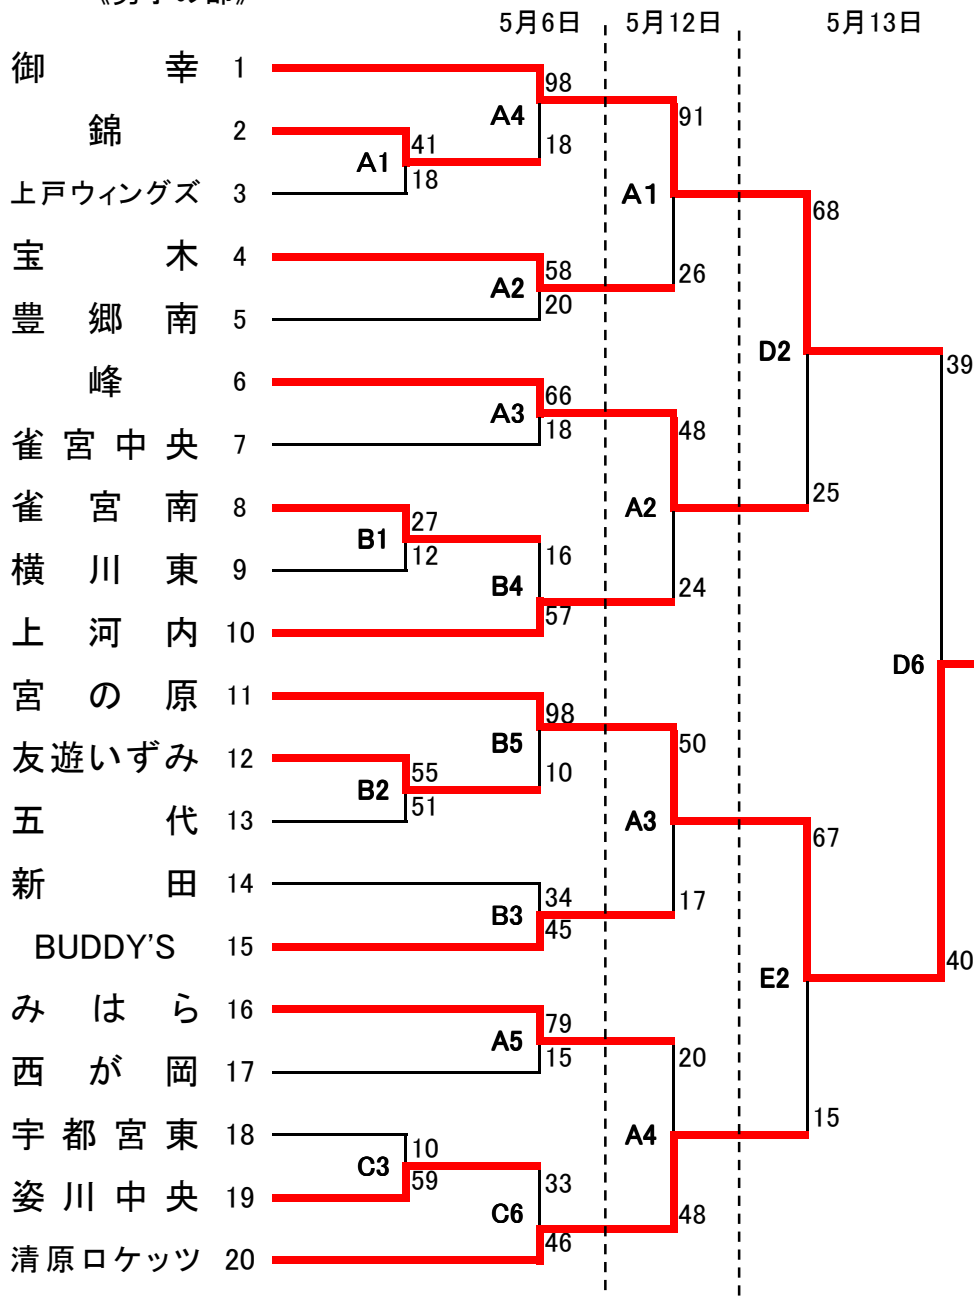 5月6日 5月12日 5月13日
御幸 1
98
A4
91
錦 2
41
18
A1
18
上戸ウィングズ 3
A1
68
宝木 4
58
26
A2
20
豊郷南 5
D2
39
峰 6
66
A3
18
48
雀宮中央 7
25
雀宮南 8
27
A2
B1
12
16
横川東 9
B4
24
57
上河内 10
D6
宮の原 11
98
B5
50
友遊いずみ 12
55
10
B2
51
五代 13
A3
67
新田 14
34
17
B3
45
BUDDY'S 15
40
E2
みはら 16
79
A5
15
20
西が岡 17
15
宇都宮東 18
10
A4
C3
59
33
姿川中央 19
C6
48
46
清原ロケッツ 20